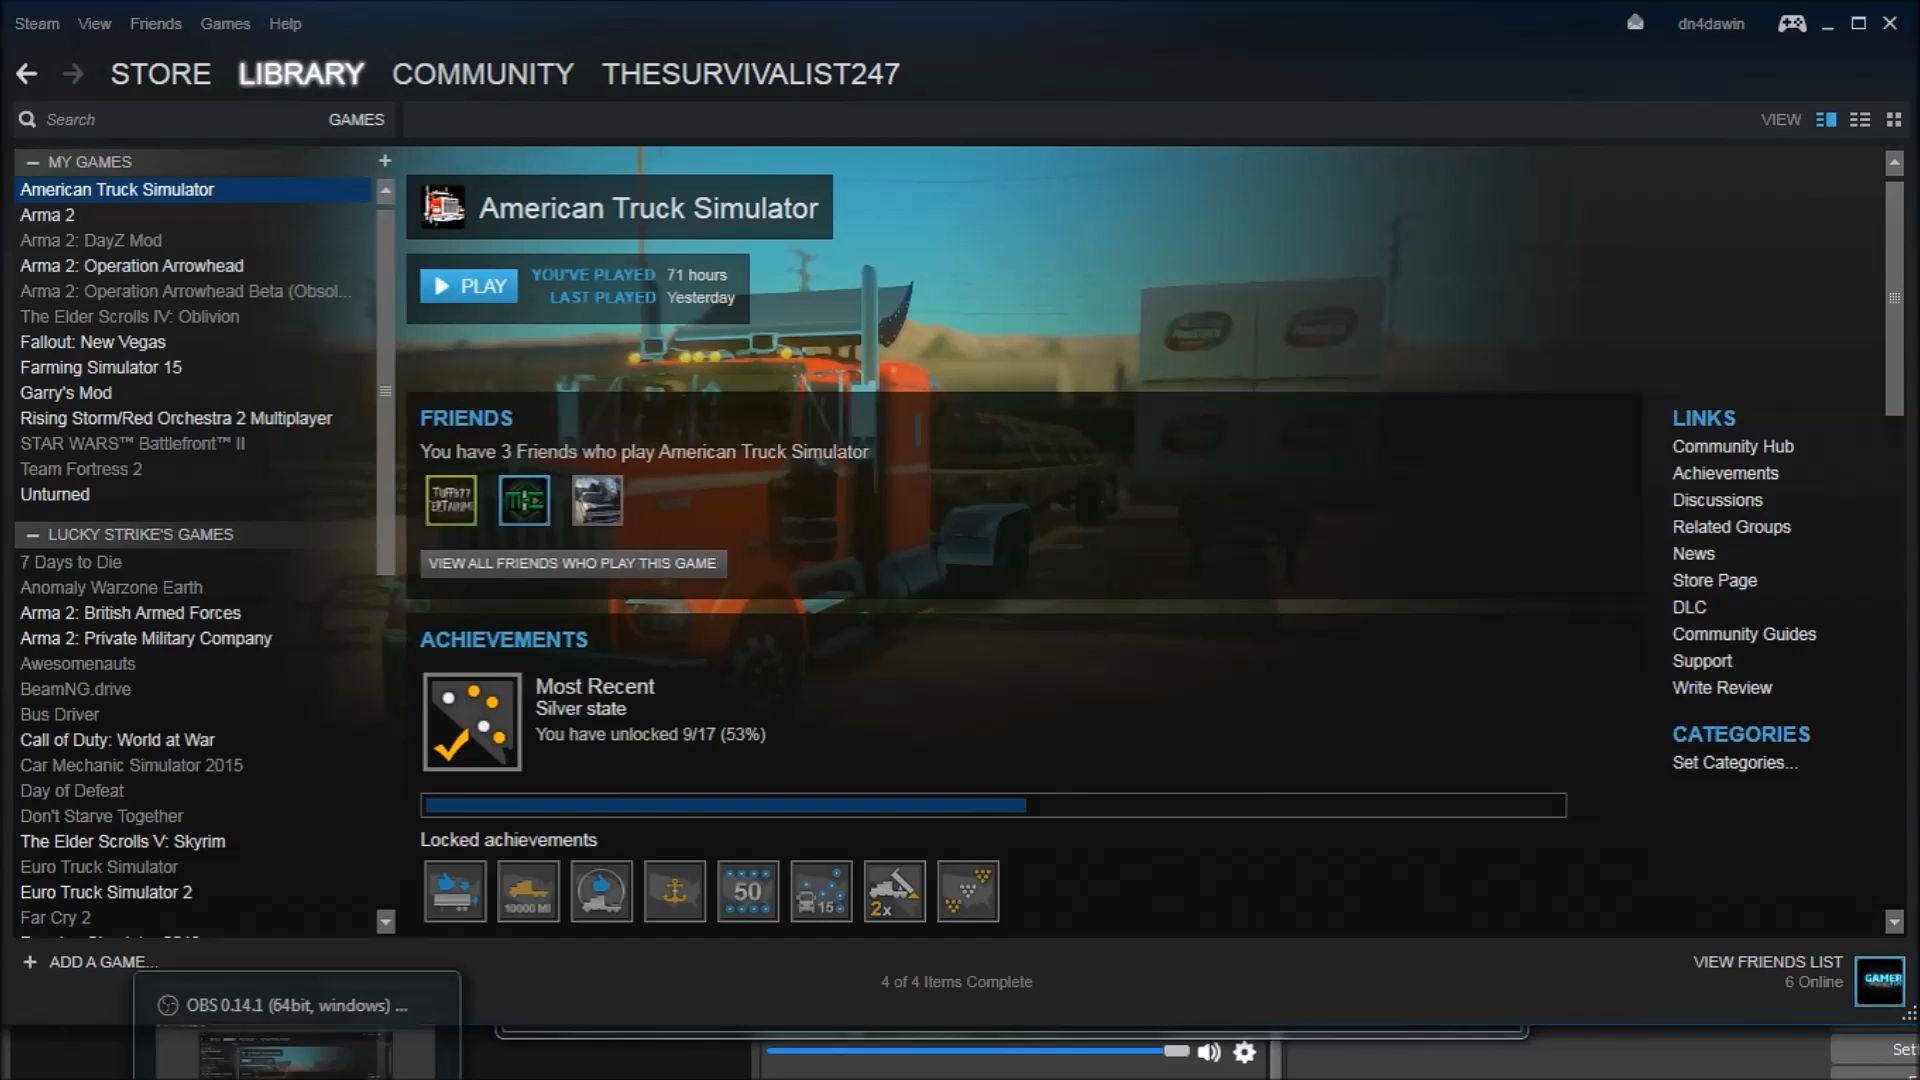 Steam View Friends Games Help
dn4dawin
STORE LIBRARY COMMUNITY THESURVIVALIST247
Search GAMES
VIEW
MY GAMES
American Truck Simulator
Arma 2
Arma 2: DayZ Mod
Arma 2: Operation Arrowhead
Arma 2: Operation Arrowhead Beta (Obsol...
The Elder Scrolls IV: Oblivion
Fallout: New Vegas
Farming Simulator 15
Garry's Mod
Rising Storm/Red Orchestra 2 Multiplayer
STAR WARS™ Battlefront™ II
Team Fortress 2
Unturned
LUCKY STRIKE'S GAMES
7 Days to Die
Anomaly Warzone Earth
Arma 2: British Armed Forces
Arma 2: Private Military Company
Awesomenauts
BeamNG.drive
Bus Driver
Call of Duty: World at War
Car Mechanic Simulator 2015
Day of Defeat
Don't Starve Together
The Elder Scrolls V: Skyrim
Euro Truck Simulator
Euro Truck Simulator 2
Far Cry 2
American Truck Simulator
PLAY
YOU'VE PLAYED 71 hours
LAST PLAYED Yesterday
FRIENDS
You have 3 Friends who play American Truck Simulator
VIEW ALL FRIENDS WHO PLAY THIS GAME
ACHIEVEMENTS
Most Recent
Silver state
You have unlocked 9/17 (53%)
Locked achievements
10000 MI
50
15
2x
LINKS
Community Hub
Achievements
Discussions
Related Groups
News
Store Page
DLC
Community Guides
Support
Write Review
CATEGORIES
Set Categories...
ADD A GAME...
4 of 4 Items Complete
VIEW FRIENDS LIST
6 Online
GAMER
OBS 0.14.1 (64bit, windows) ...
Set